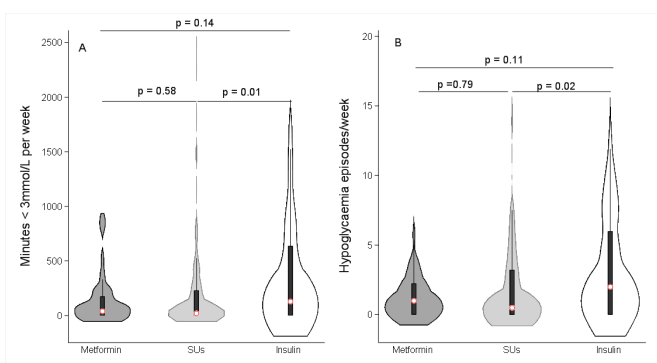 p = 0.14
A
p = 0.58
p = 0.01
Minutes < 3mmol/L per week
2500
2000
1500
1000
500
0
Metformin
SUs
Insulin
B
p = 0.11
p =0.79
p = 0.02
Hypoglycaemia episodes/week
20
15
10
5
0
Metformin
SUs
Insulin